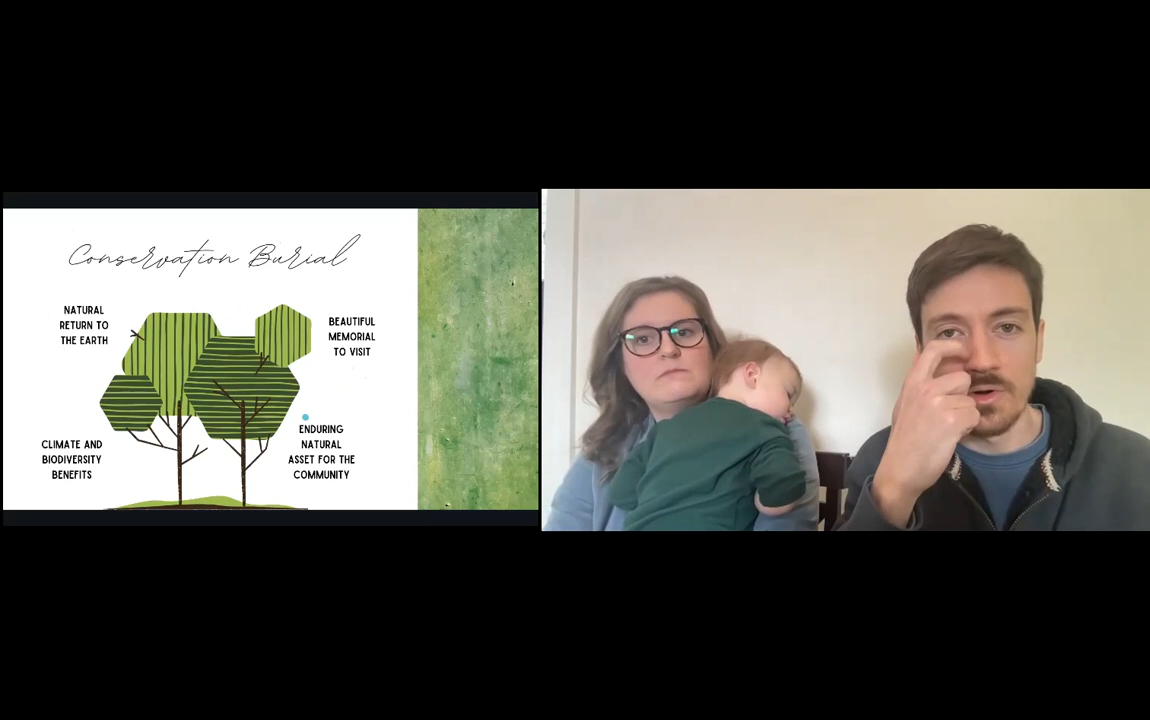 Conservation Burial
NATURAL
RETURN TO
THE EARTH
BEAUTIFUL
MEMORIAL
TO VISIT
CLIMATE AND
BIODIVERSITY
BENEFITS
ENDURING
NATURAL
ASSET FOR THE
COMMUNITY